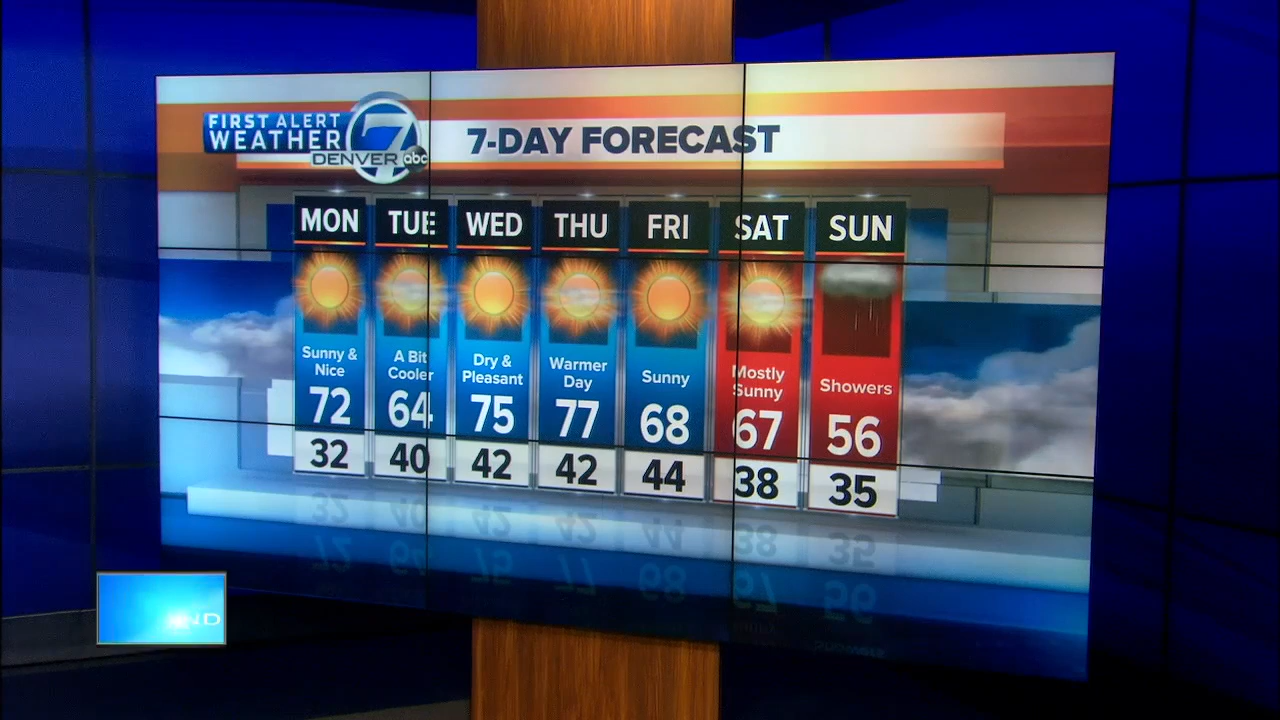 FIRST ALERT
WEATHER 7
DENVER abc
7-DAY FORECAST
MON TUE WED THU FRI SAT SUN
Sunny &
Nice
A Bit
Cooler
Dry &
Pleasant
Warmer
Day
Sunny
Mostly
Sunny
Showers
72 64 75 77 68 67 56
32 40 42 42 44 38 35